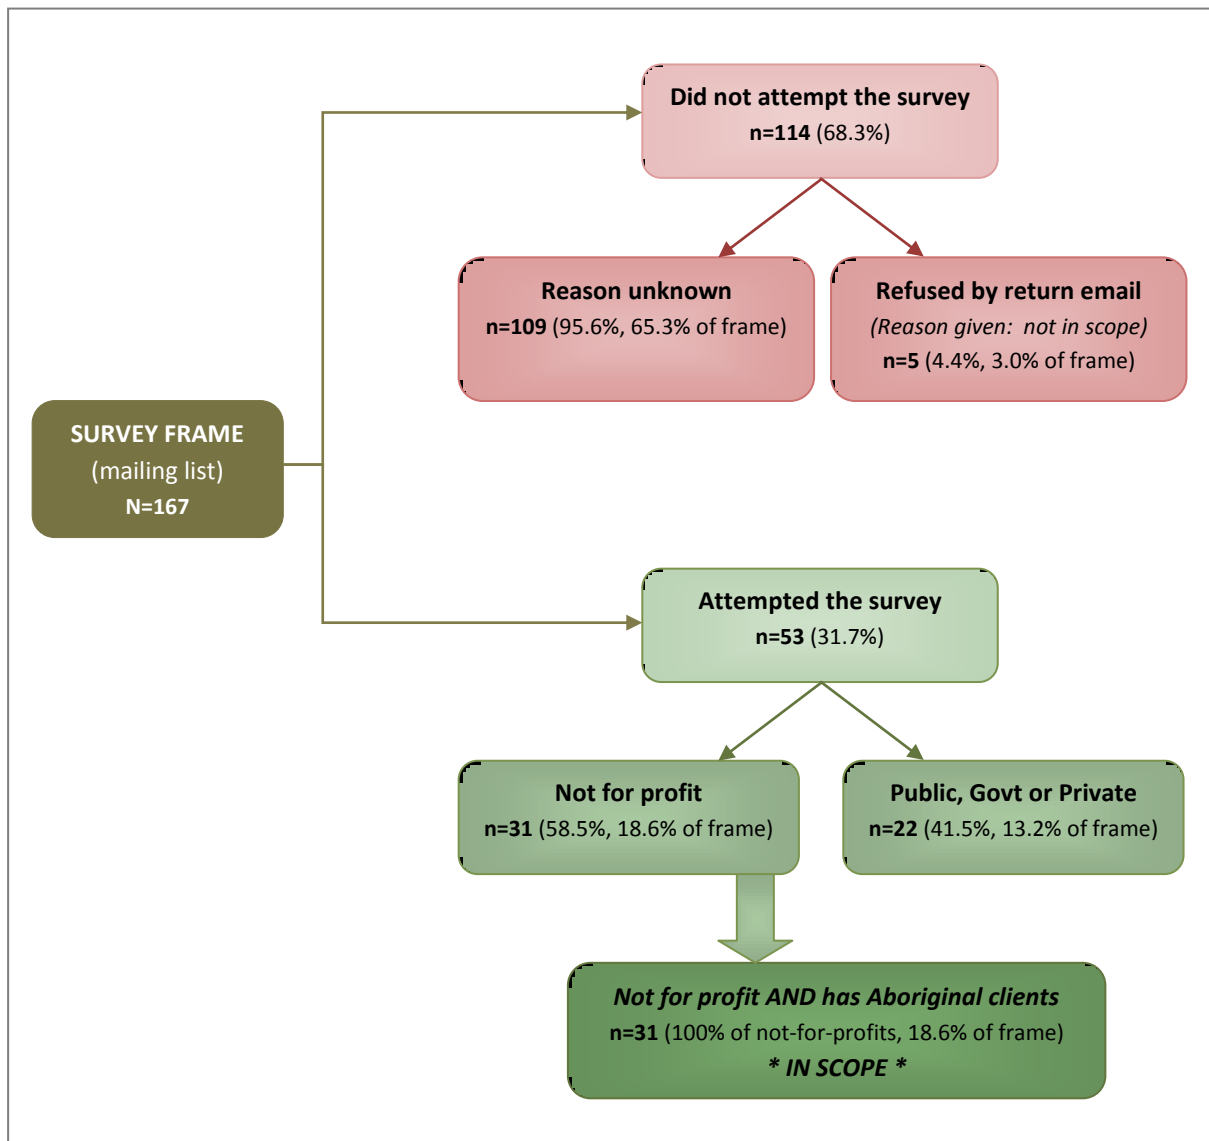 Did not attempt the survey
n=114 (68.3%)
Reason unknown
n=109 (95.6%, 65.3% of frame)
Refused by return email
(Reason given:  not in scope)
n=5 (4.4%, 3.0% of frame)
SURVEY FRAME
(mailing list)
N=167
Attempted the survey
n=53 (31.7%)
Not for profit
n=31 (58.5%, 18.6% of frame)
Public, Govt or Private
n=22 (41.5%, 13.2% of frame)
Not for profit AND has Aboriginal clients
n=31 (100% of not-for-profits, 18.6% of frame)
* IN SCOPE *